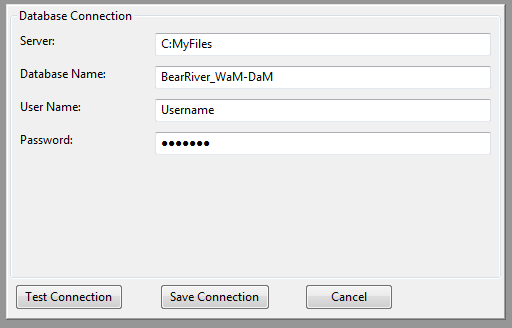 Database Connection
Server: C:MyFiles
Database Name: BearRiver_WaM-DaM
User Name: Username
Password: ●●●●●●●
Test Connection Save Connection Cancel